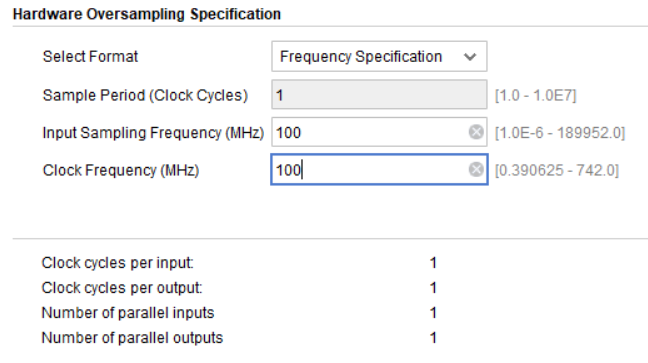 Hardware Oversampling Specification
Select Format Frequency Specification
Sample Period (Clock Cycles) 1 [1.0 - 1.0E7]
Input Sampling Frequency (MHz) 100 [1.0E-6 - 189952.0]
Clock Frequency (MHz) 100 [0.390625 - 742.0]
Clock cycles per input: 1
Clock cycles per output: 1
Number of parallel inputs 1
Number of parallel outputs 1